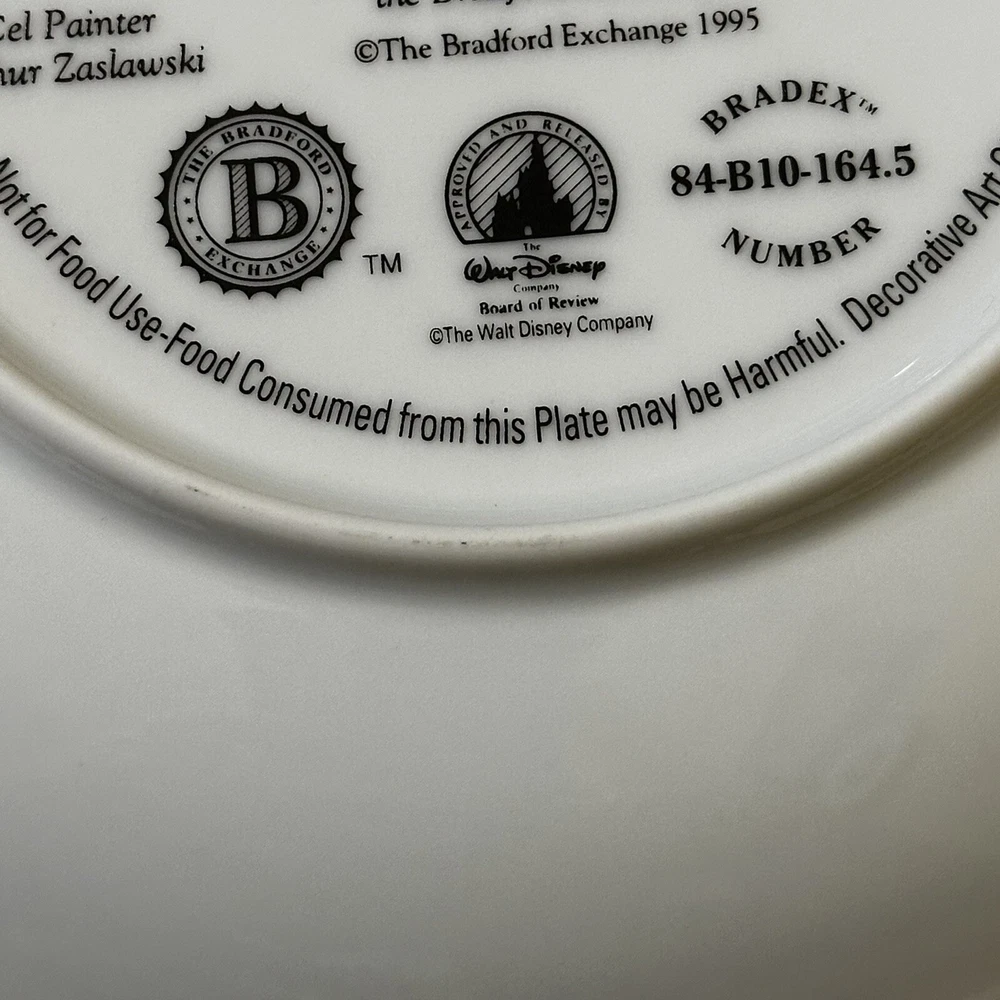 Cel Painter
Zaslawski
©The Bradford Exchange 1995
THE BRADFORD
B
EXCHANGE
TM
APPROVED AND RELEASED BY
The
Walt Disney
Company
Board of Review
©The Walt Disney Company
BRADEX™
84-B10-164.5
NUMBER
Not for Food Use-Food Consumed from this Plate may be Harmful. Decorative Art